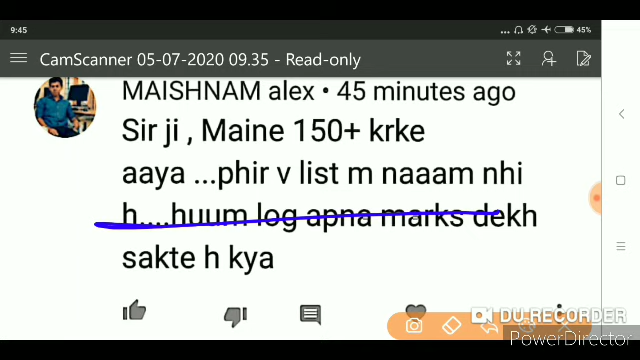 9:45
45%
CamScanner 05-07-2020 09.35 - Read-only
MAISHNAM alex • 45 minutes ago
Sir ji , Maine 150+ krke
aaya ...phir v list m naaam nhi
h....huum log apna marks dekh
sakte h kya
DU RECORDER
PowerDirector